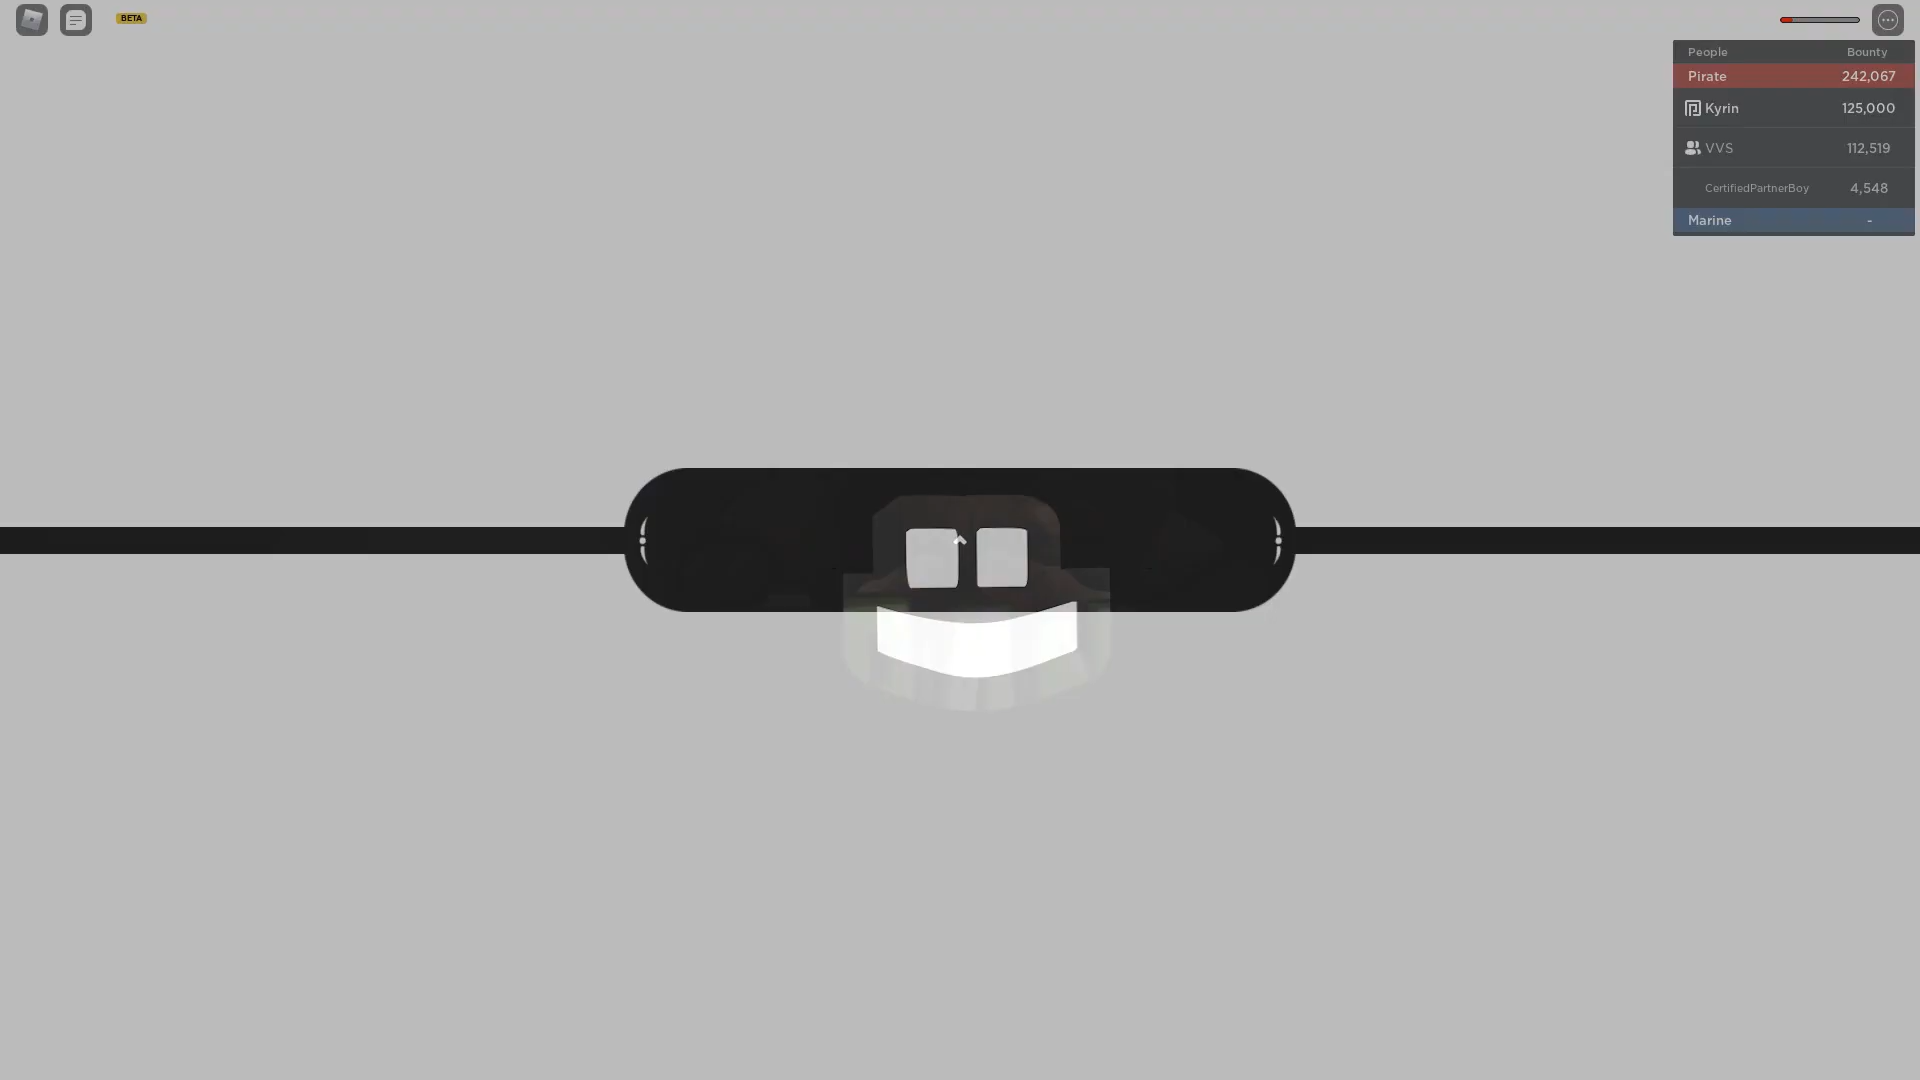 BETA
People Bounty
Pirate 242,067
Kyrin 125,000
VVS 112,519
CertifiedPartnerBoy 4,548
Marine -